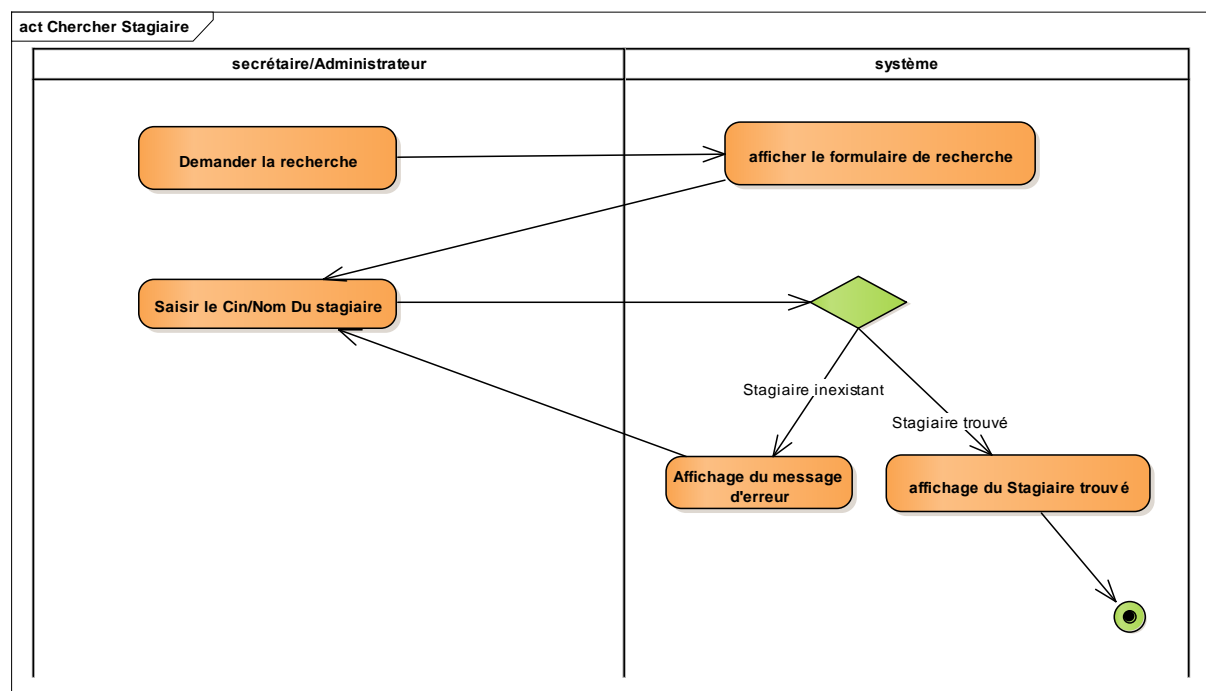 act Chercher Stagiaire
secrétaire/Administrateur
système
Demander la recherche
afficher le formulaire de recherche
Saisir le Cin/Nom Du stagiaire
Stagiaire inexistant
Stagiaire trouvé
Affichage du message
d'erreur
affichage du Stagiaire trouvé